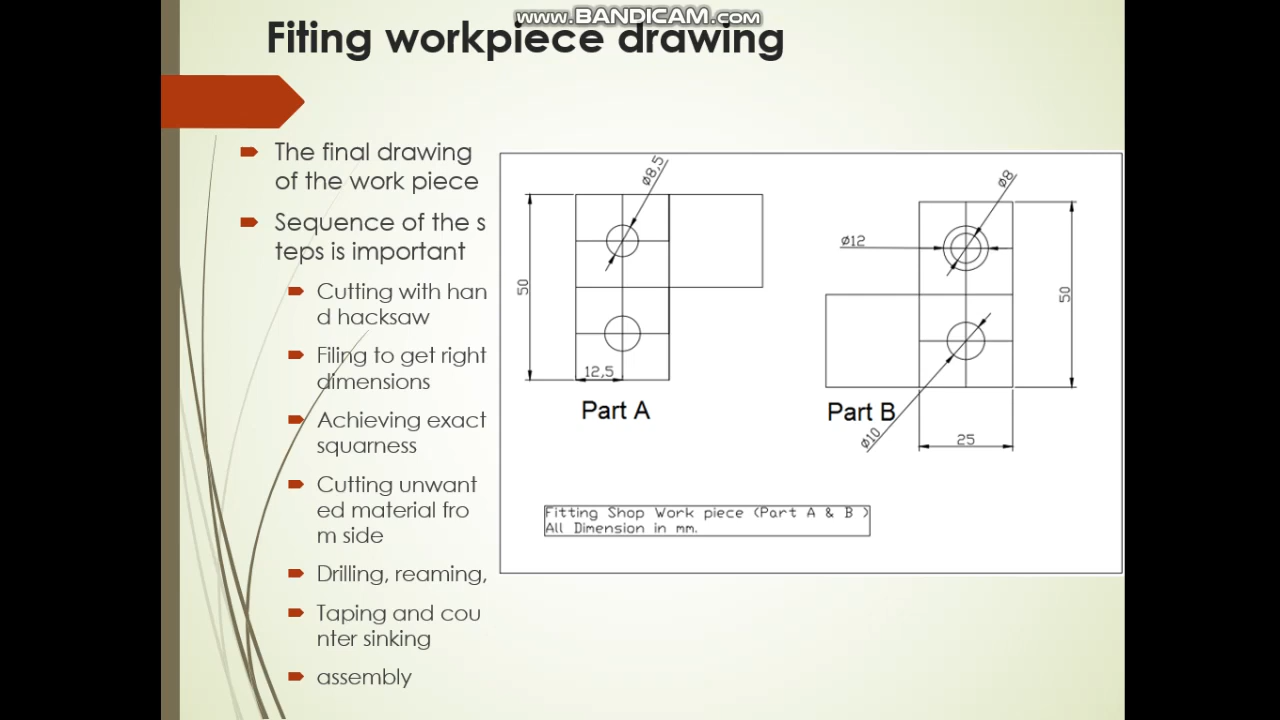 www.BANDICAM.com
Fiting workpiece drawing
The final drawing
of the work piece
Sequence of the s
teps is important
Cutting with han
d hacksaw
Filing to get right
dimensions
Achieving exact
squarness
Cutting unwant
ed material fro
m side
Drilling, reaming,
Taping and cou
nter sinking
assembly
ø8,5
50
12,5
Part A
ø8
ø12
50
Part B
ø10
25
Fitting Shop Work piece (Part A & B )
All Dimension in mm.